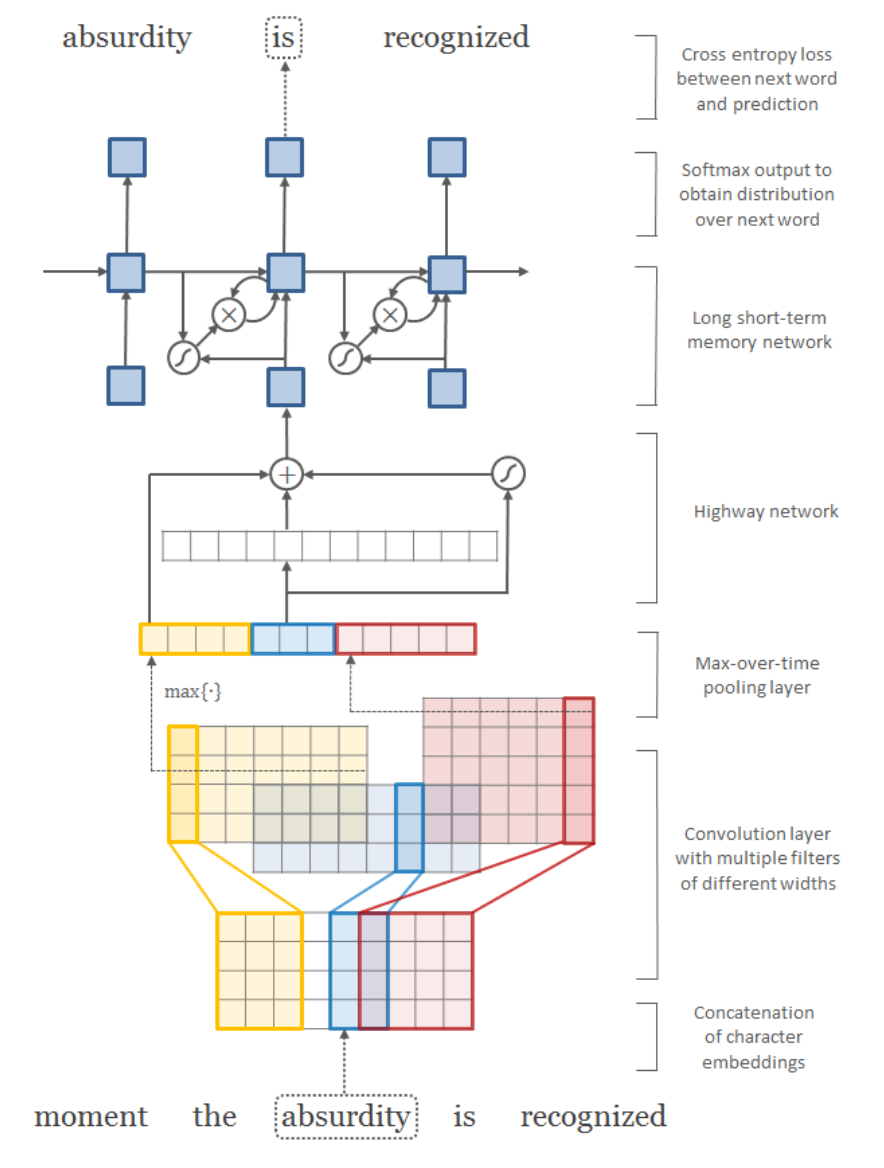 absurdity is recognized
Cross entropy loss
between next word
and prediction
Softmax output to
obtain distribution
over next word
Long short-term
memory network
Highway network
Max-over-time
pooling layer
max{·}
Convolution layer
with multiple filters
of different widths
Concatenation
of character
embeddings
moment the absurdity is recognized